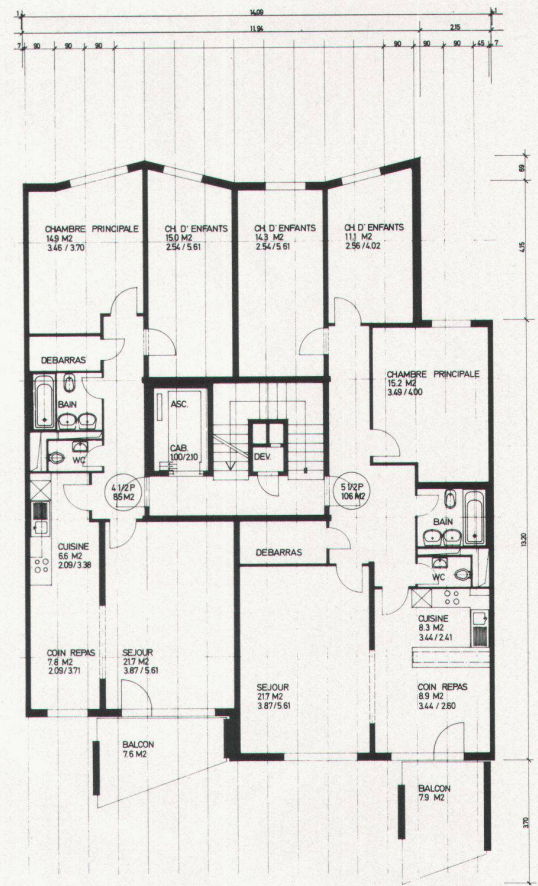 14.09
11.94
2.15
7 90 90 90 90 90 90 45 7
69
4.15
13.20
3.70
CHAMBRE PRINCIPALE
14.9 M2
3.46 / 3.70
CH. D' ENFANTS
15.0 M2
2.54 / 5.61
CH. D' ENFANTS
14.3 M2
2.54 / 5.61
CH. D' ENFANTS
11.1 M2
2.96 / 4.02
DEBARRAS
BAIN
WC
ASC.
CAB.
1.00/2.10
DEV.
CHAMBRE PRINCIPALE
15.2 M2
3.49 / 4.00
4 1/2 P
85 M2
5 1/2 P
106 M2
BAIN
WC
CUISINE
6.6 M2
2.09 / 3.38
DEBARRAS
CUISINE
8.3 M2
3.44 / 2.41
COIN REPAS
7.8 M2
2.09 / 3.71
SEJOUR
21.7 M2
3.87 / 5.61
SEJOUR
21.7 M2
3.87/5.61
COIN REPAS
8.9 M2
3.44 / 2.60
BALCON
7.6 M2
BALCON
7.9 M2